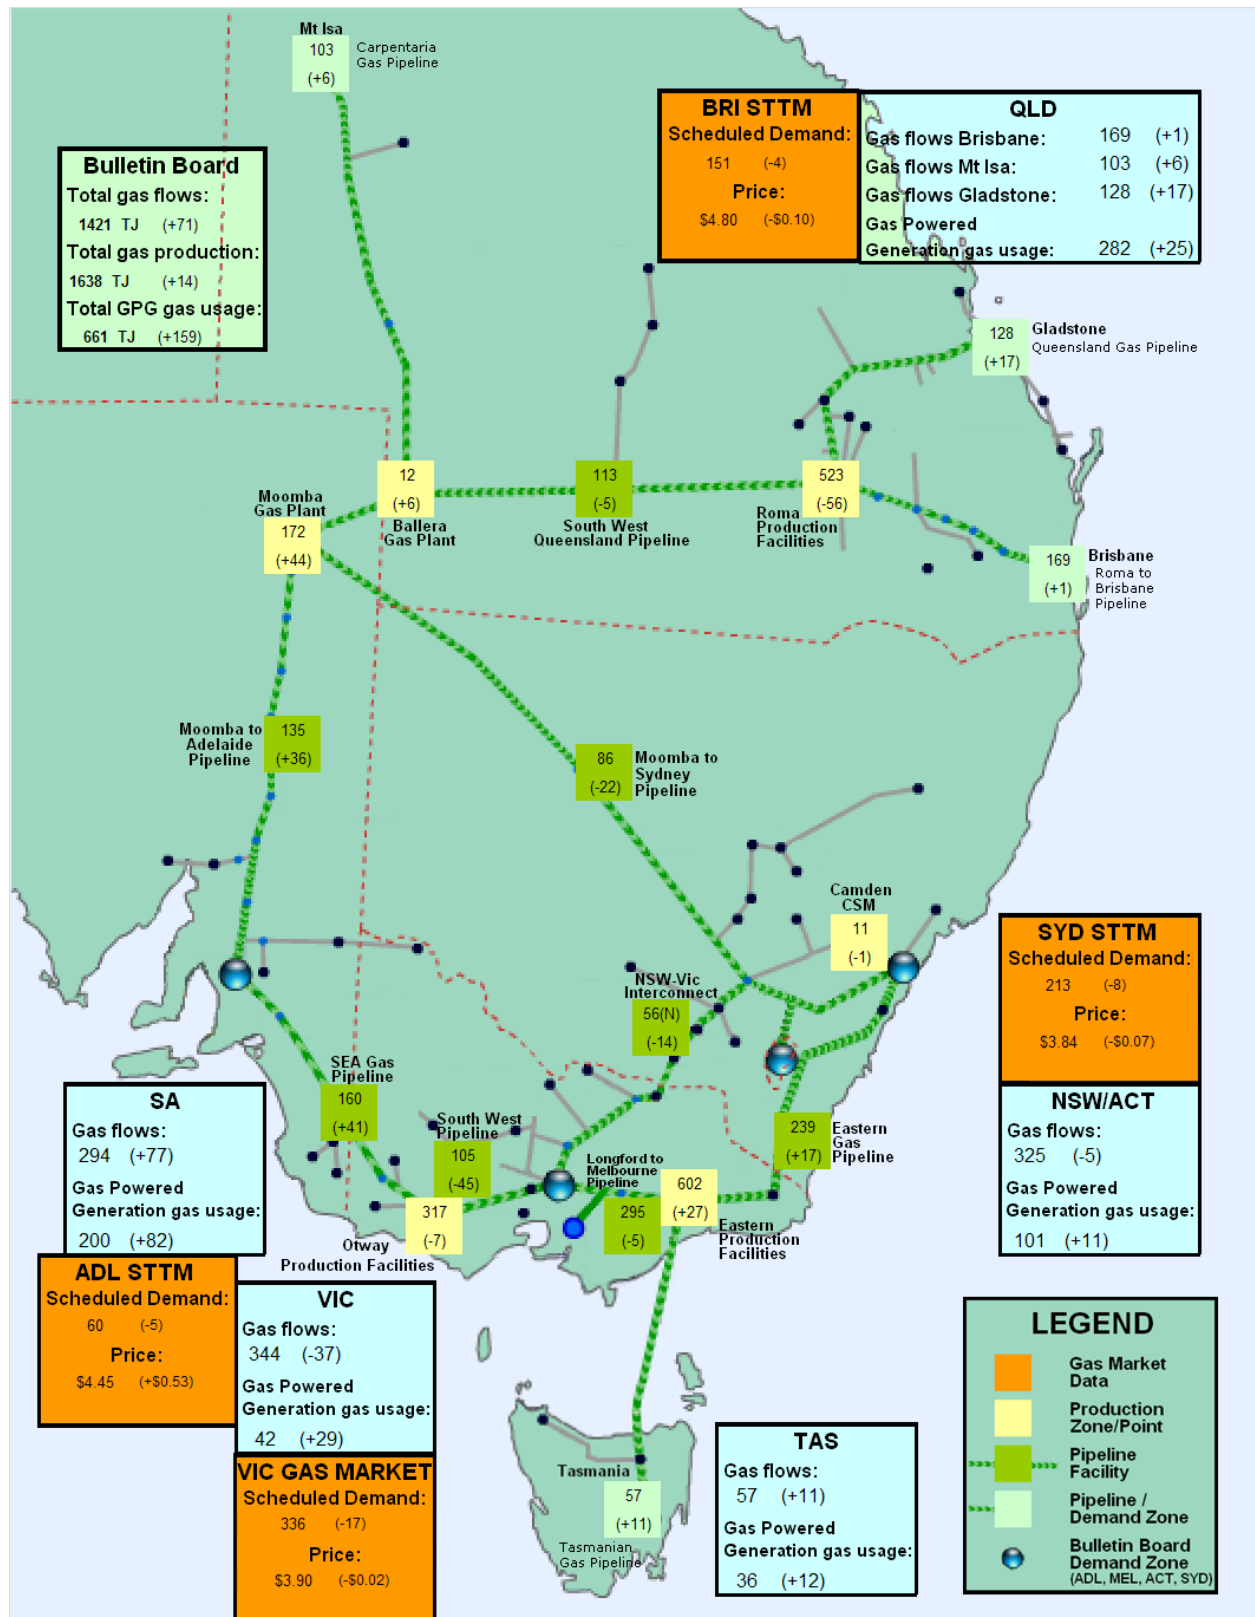 Mt Isa
103
(+6)
Carpentaria
Gas Pipeline
Bulletin Board
Total gas flows:
1421 TJ (+71)
Total gas production:
1638 TJ (+14)
Total GPG gas usage:
661 TJ (+159)
BRI STTM
Scheduled Demand:
151 (-4)
Price:
$4.80 (-$0.10)
QLD
Gas flows Brisbane: 169 (+1)
Gas flows Mt Isa: 103 (+6)
Gas flows Gladstone: 128 (+17)
Gas Powered
Generation gas usage: 282 (+25)
128
(+17)
Gladstone
Queensland Gas Pipeline
Moomba
Gas Plant
172
(+44)
12
(+6)
Ballera
Gas Plant
113
(-5)
South West
Queensland Pipeline
523
(-56)
Roma
Production
Facilities
169
(+1)
Brisbane
Roma to
Brisbane
Pipeline
Moomba to
Adelaide
Pipeline
135
(+36)
86
(-22)
Moomba to
Sydney
Pipeline
Camden
CSM
11
(-1)
NSW-Vic
Interconnect
56(N)
(-14)
SYD STTM
Scheduled Demand:
213 (-8)
Price:
$3.84 (-$0.07)
NSW/ACT
Gas flows:
325 (-5)
Gas Powered
Generation gas usage:
101 (+11)
SEA Gas
Pipeline
160
(+41)
South West
Pipeline
105
(-45)
Longford to
Melbourne
Pipeline
295
(-5)
602
(+27)
Eastern
Production
Facilities
239
(+17)
Eastern
Gas
Pipeline
317
(-7)
Otway
Production Facilities
SA
Gas flows:
294 (+77)
Gas Powered
Generation gas usage:
200 (+82)
ADL STTM
Scheduled Demand:
60 (-5)
Price:
$4.45 (+$0.53)
VIC
Gas flows:
344 (-37)
Gas Powered
Generation gas usage:
42 (+29)
VIC GAS MARKET
Scheduled Demand:
336 (-17)
Price:
$3.90 (-$0.02)
Tasmania
57
(+11)
Tasmanian
Gas Pipeline
TAS
Gas flows:
57 (+11)
Gas Powered
Generation gas usage:
36 (+12)
LEGEND
Gas Market
Data
Production
Zone/Point
Pipeline
Facility
Pipeline /
Demand Zone
Bulletin Board
Demand Zone
(ADL, MEL, ACT, SYD)